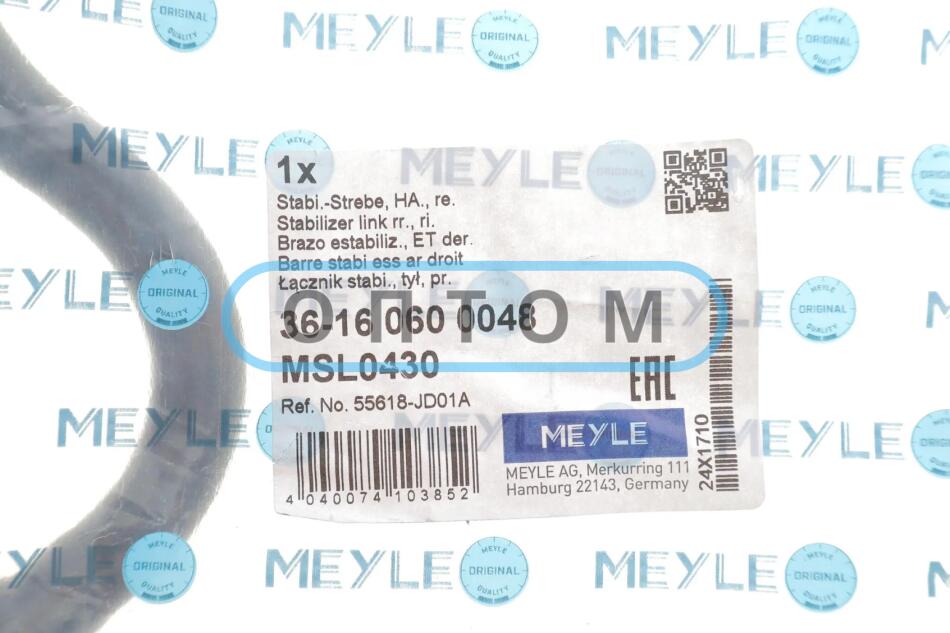 MEYLE ORIGINAL QUALITY
1x
Stabi.-Strebe, HA., re.
Stabilizer link rr., ri.
Brazo estabiliz., ET der.
Barre stabi ess ar droit
Łącznik stabi., tył, pr.
ОПТОМ
36-16 060 0048
MSL0430
EAC
Ref. No. 55618-JD01A
MEYLE
MEYLE AG, Merkurring 111
Hamburg 22143, Germany
4 040074 103852
24X1710